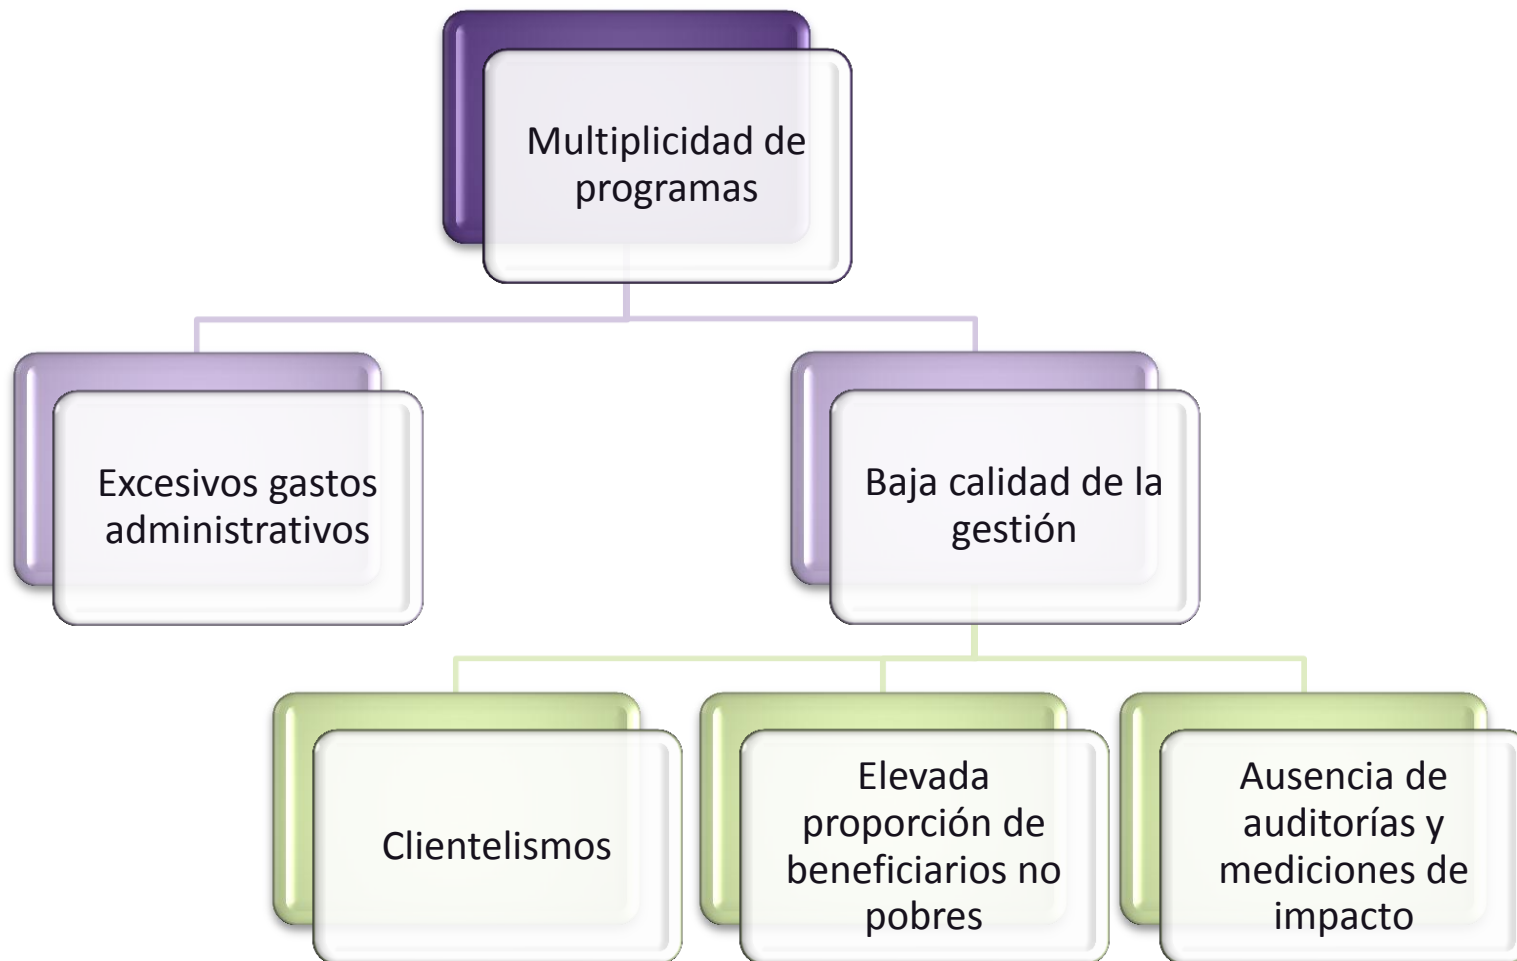 Multiplicidad de
programas
Excesivos gastos
administrativos
Baja calidad de la
gestión
Clientelismos
Elevada
proporción de
beneficiarios no
pobres
Ausencia de
auditorías y
mediciones de
impacto